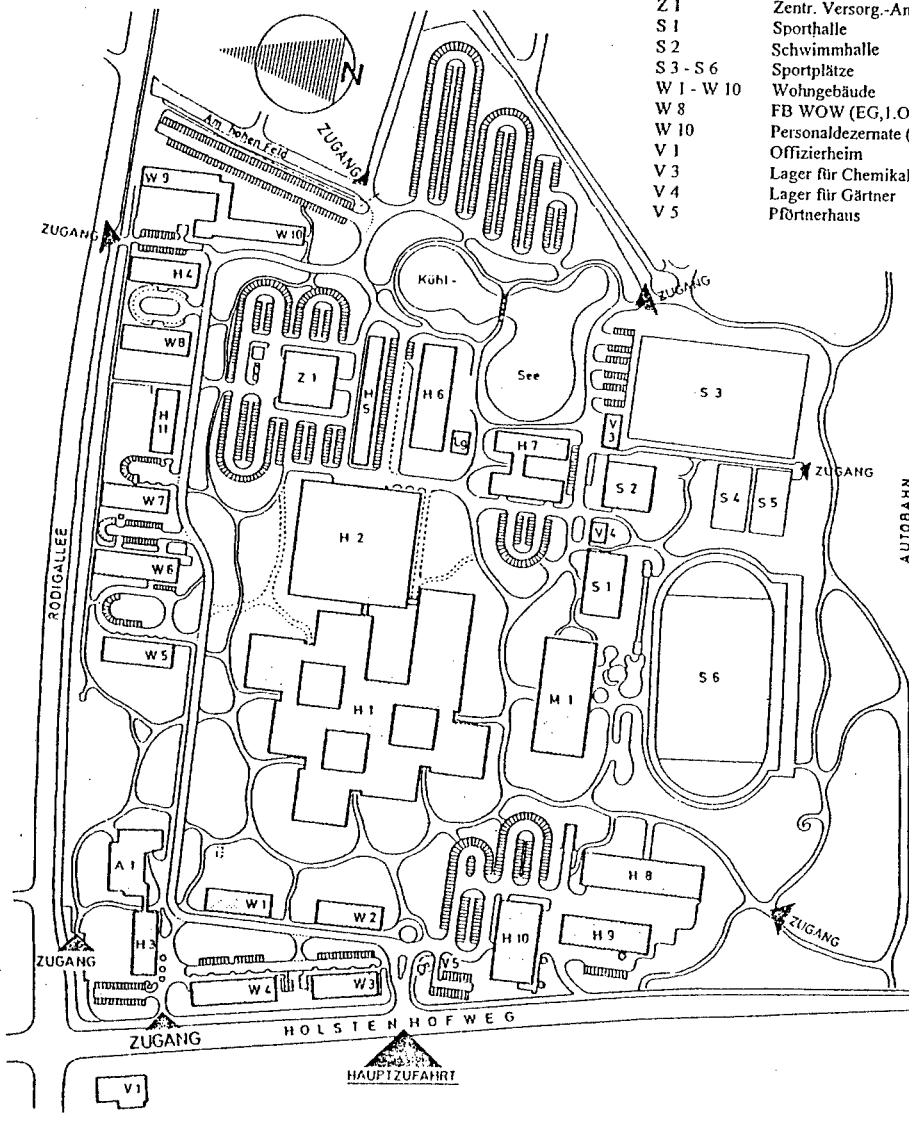 Z 1 Zentr. Versorg.-An
S 1 Sporthalle
S 2 Schwimmhalle
S 3 - S 6 Sportplätze
W 1 - W 10 Wohngebäude
W 8 FB WOW (EG,1.O
W 10 Personaldezernate (
V 1 Offizierheim
V 3 Lager für Chemikal
V 4 Lager für Gärtner
V 5 Pförtnerhaus
N
Am hohen Feld
ZUGANG
W 9
ZUGANG
W 10
H 4
Kühl -
ZUGANG
W 8
Z 1
H 5
H 6
See
S 3
H 11
V 3
H 7
ZUGANG
S 2
S 4
S 5
W 7
H 2
V 4
AUTOBAHN
W 6
S 1
RODIGALLEE
W 5
H 1
M 1
S 6
A 1
H 8
W 1
W 2
H 3
H 10
H 9
ZUGANG
ZUGANG
V 5
W 4
W 3
ZUGANG
HOLSTENHOFWEG
HAUPTZUFAHRT
V 1